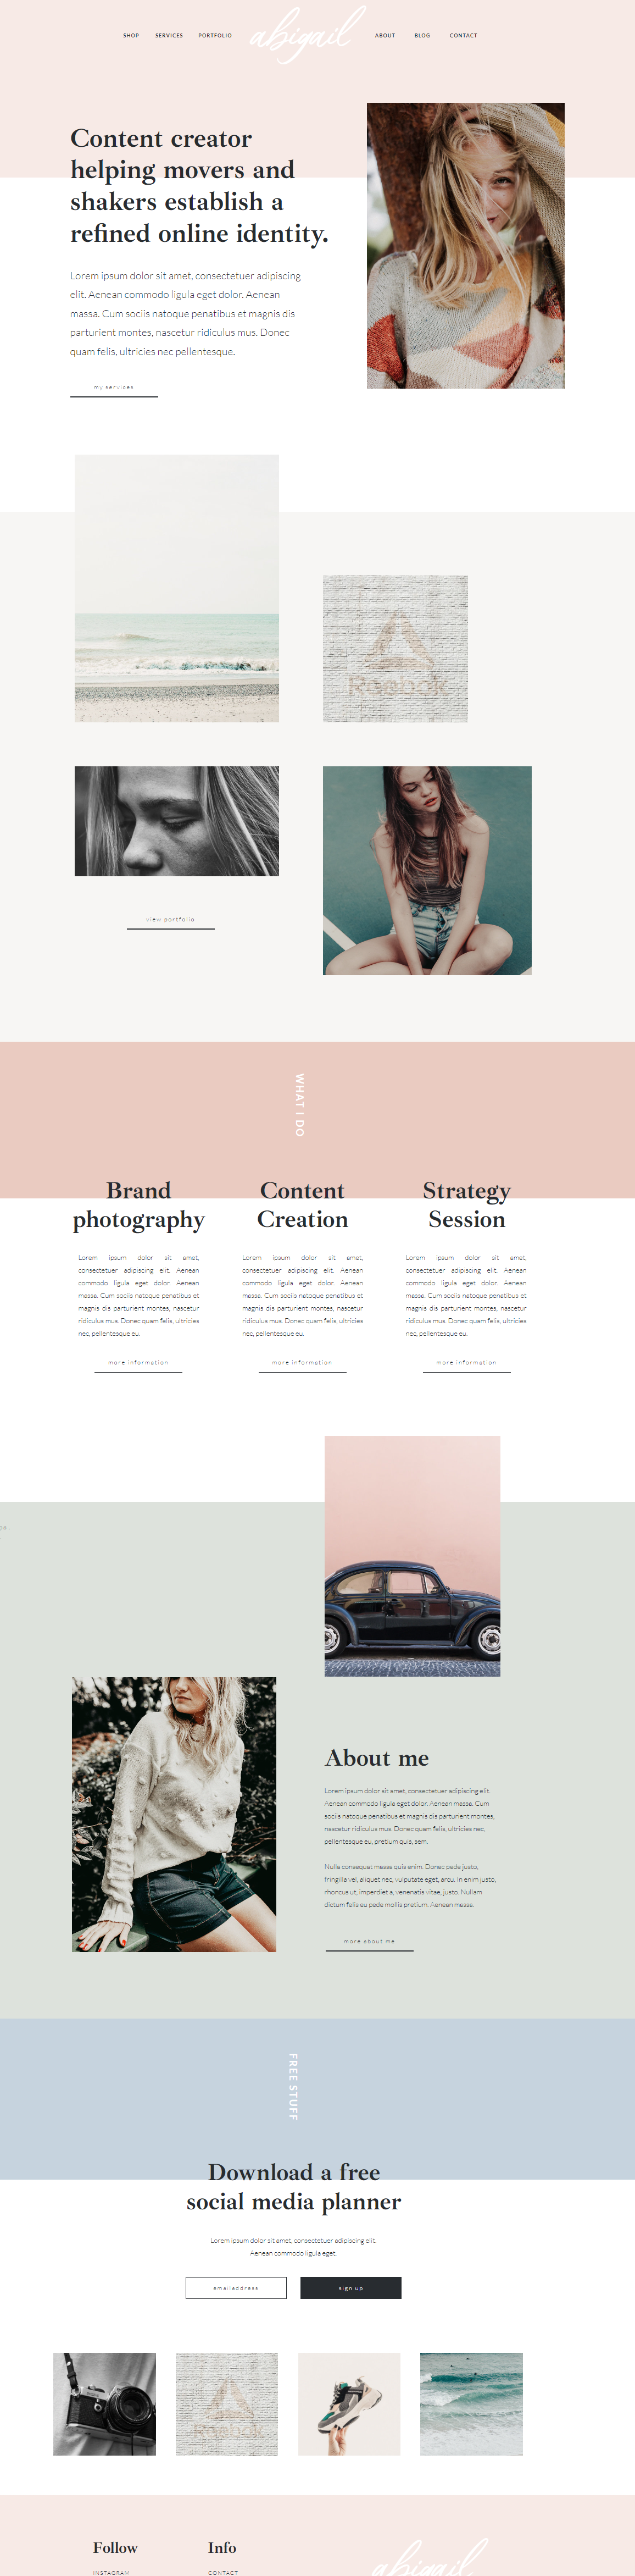 SHOP SERVICES PORTFOLIO abigail ABOUT BLOG CONTACT
Content creator
helping movers and
shakers establish a
refined online identity.
Lorem ipsum dolor sit amet, consectetuer adipiscing
elit. Aenean commodo ligula eget dolor. Aenean
massa. Cum sociis natoque penatibus et magnis dis
parturient montes, nascetur ridiculus mus. Donec
quam felis, ultricies nec pellentesque.
my services
Reebok
view portfolio
WHAT I DO
Brand
photography
Lorem ipsum dolor sit amet,
consectetuer adipiscing elit. Aenean
commodo ligula eget dolor. Aenean
massa. Cum sociis natoque penatibus et
magnis dis parturient montes, nascetur
ridiculus mus. Donec quam felis, ultricies
nec, pellentesque eu.
more information
Content
Creation
Lorem ipsum dolor sit amet,
consectetuer adipiscing elit. Aenean
commodo ligula eget dolor. Aenean
massa. Cum sociis natoque penatibus et
magnis dis parturient montes, nascetur
ridiculus mus. Donec quam felis, ultricies
nec, pellentesque eu.
more information
Strategy
Session
Lorem ipsum dolor sit amet,
consectetuer adipiscing elit. Aenean
commodo ligula eget dolor. Aenean
massa. Cum sociis natoque penatibus et
magnis dis parturient montes, nascetur
ridiculus mus. Donec quam felis, ultricies
nec, pellentesque eu.
more information
About me
Lorem ipsum dolor sit amet, consectetuer adipiscing elit.
Aenean commodo ligula eget dolor. Aenean massa. Cum
sociis natoque penatibus et magnis dis parturient montes,
nascetur ridiculus mus. Donec quam felis, ultricies nec,
pellentesque eu, pretium quis, sem.
Nulla consequat massa quis enim. Donec pede justo,
fringilla vel, aliquet nec, vulputate eget, arcu. In enim justo,
rhoncus ut, imperdiet a, venenatis vitae, justo. Nullam
dictum felis eu pede mollis pretium. Aenean massa.
more about me
FREE STUFF
Download a free
social media planner
Lorem ipsum dolor sit amet, consectetuer adipiscing elit.
Aenean commodo ligula eget.
emailaddress
sign up
Reebok
Follow
INSTAGRAM
Info
CONTACT
abigail